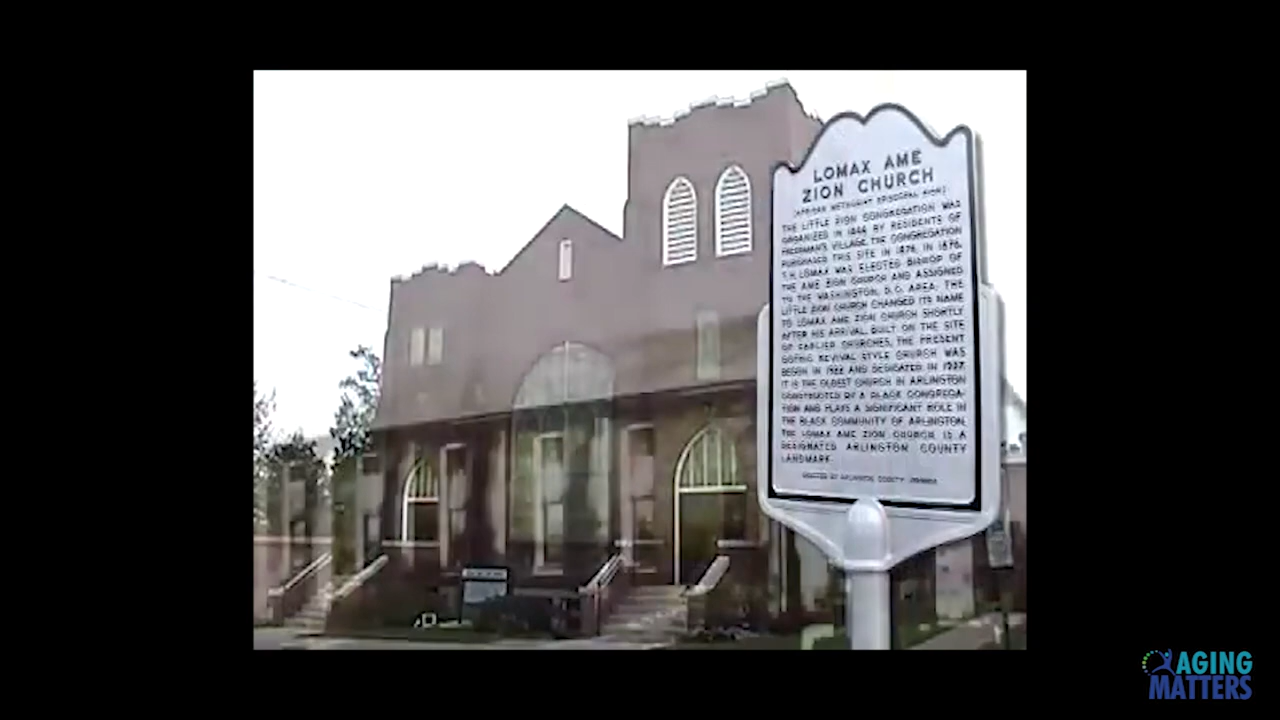 LOMAX AME
ZION CHURCH
(AFRICAN METHODIST EPISCOPAL ZION)
THE LITTLE ZION CONGREGATION WAS
ORGANIZED IN 1866 BY RESIDENTS OF
FREEDMAN'S VILLAGE. THE CONGREGATION
PURCHASED THIS SITE IN 1874. IN 1876,
T.H. LOMAX WAS ELECTED BISHOP OF
THE AME ZION CHURCH AND ASSIGNED
TO THE WASHINGTON, D.C. AREA. THE
LITTLE ZION CHURCH CHANGED ITS NAME
TO LOMAX AME ZION CHURCH SHORTLY
AFTER HIS ARRIVAL. BUILT ON THE SITE
OF EARLIER CHURCHES, THE PRESENT
GOTHIC REVIVAL STYLE CHURCH WAS
BEGUN IN 1922 AND DEDICATED IN
IT IS THE OLDEST CHURCH IN ARLINGTON
CONSTRUCTED BY A BLACK CONGREGA-
TION AND PLAYS A SIGNIFICANT ROLE IN
THE BLACK COMMUNITY OF ARLINGTON.
THE LOMAX AME ZION CHURCH IS A
DESIGNATED ARLINGTON COUNTY
LANDMARK.
ERECTED BY ARLINGTON COUNTY, VIRGINIA
AGING
MATTERS